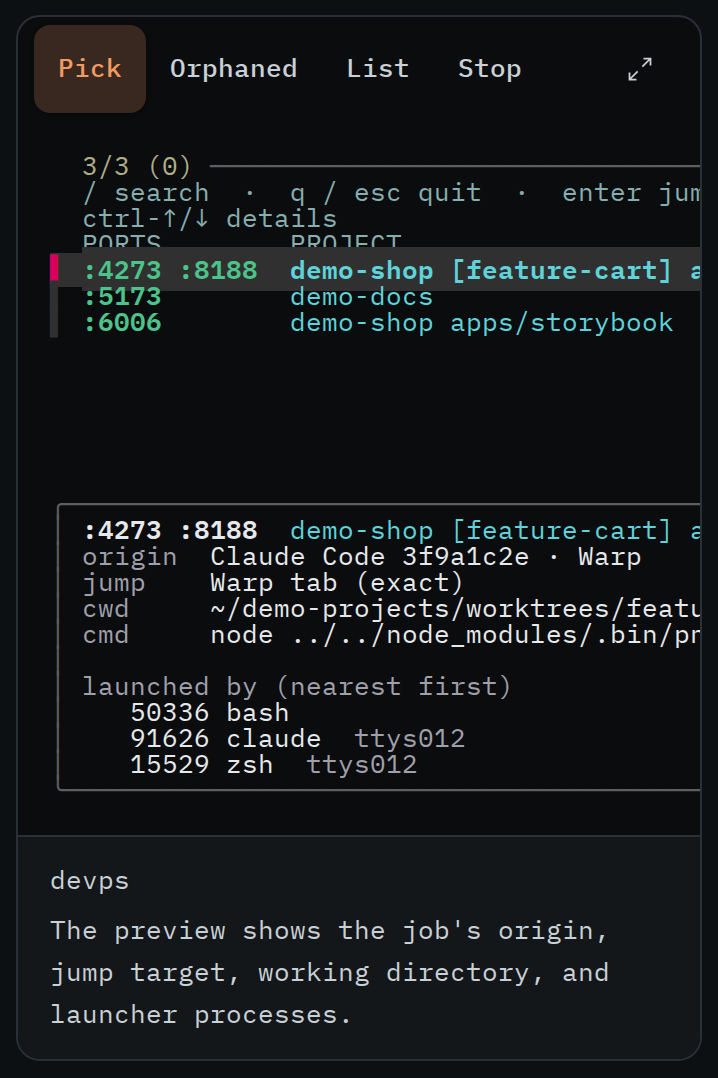 Pick Orphaned List Stop
3/3 (0)
/ search · q / esc quit · enter
ctrl-↑/↓ details
PORTS PROJECT
:4273 :8188 demo-shop [feature-cart]
:5173 demo-docs
:6006 demo-shop apps/storybook
:4273 :8188 demo-shop [feature-cart]
origin Claude Code 3f9a1c2e · Warp
jump Warp tab (exact)
cwd ~/demo-projects/worktrees/featu
cmd node ../../node_modules/.bin/
launched by (nearest first)
50336 bash
91626 claude ttys012
15529 zsh ttys012
devps
The preview shows the job's origin,
jump target, working directory, and
launcher processes.